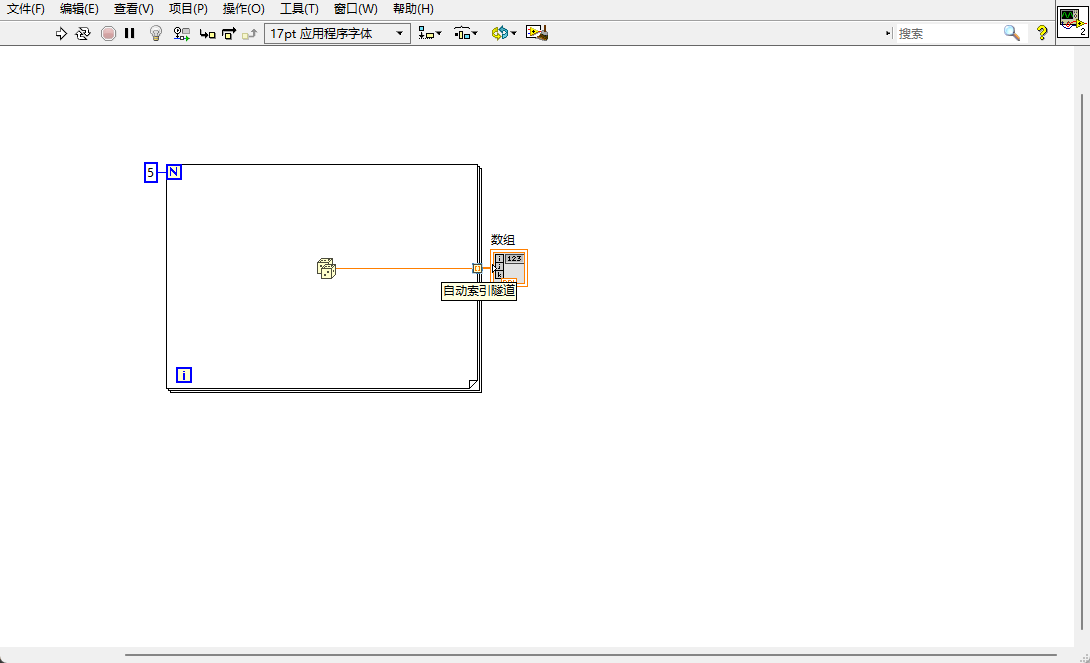 文件(F) 编辑(E) 查看(V) 项目(P) 操作(O) 工具(T) 窗口(W) 帮助(H)
17pt 应用程序字体
搜索
?
2
5
N
数组
i
123
j
k
自动索引隧道
i